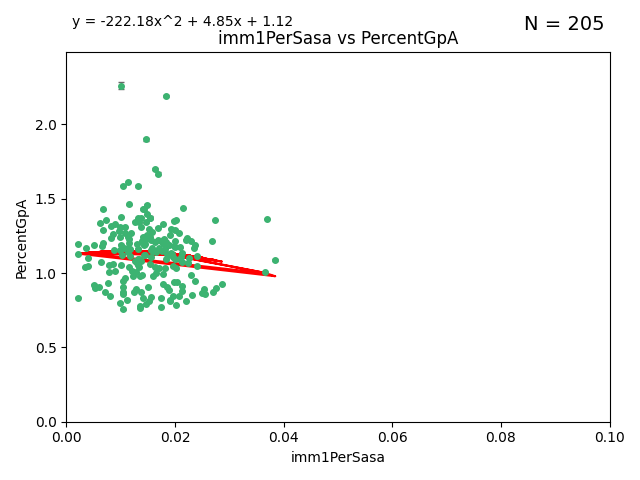 y = -222.18x^2 + 4.85x + 1.12
N = 205
imm1PerSasa vs PercentGpA
PercentGpA
2.0
1.5
1.0
0.5
0.0
0.00 0.02 0.04 0.06 0.08 0.10
imm1PerSasa